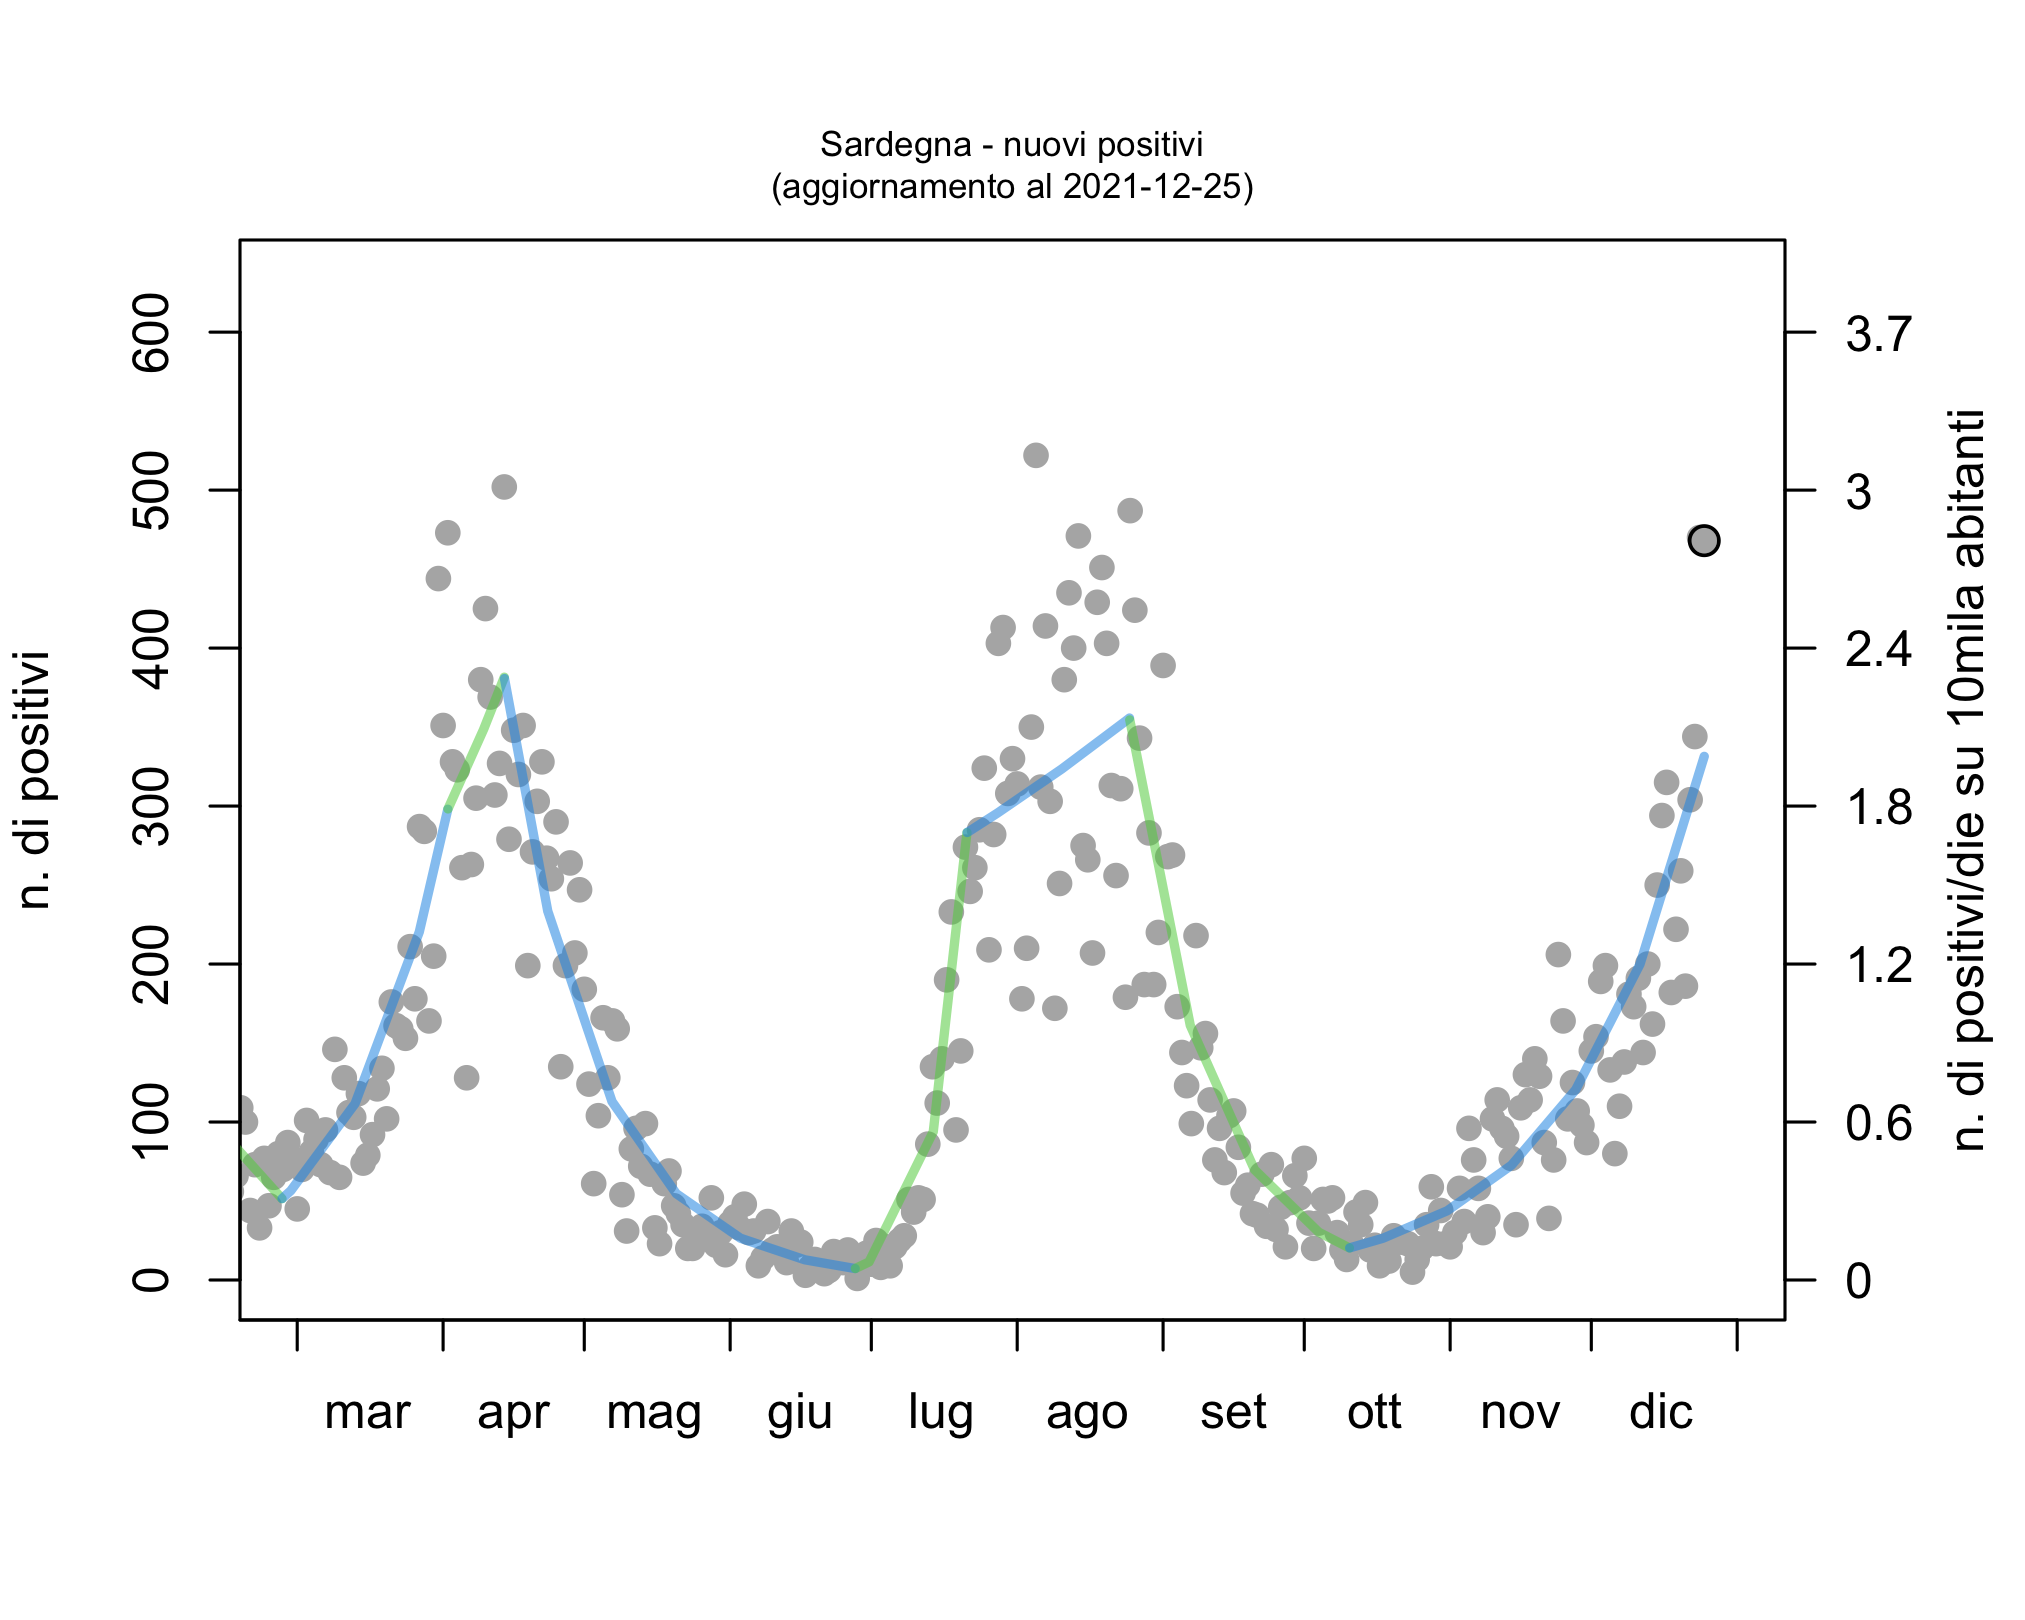 Sardegna - nuovi positivi
(aggiornamento al 2021-12-25)
n. di positivi
0 100 200 300 400 500 600
3.7
3
2.4
1.8
1.2
0.6
0
n. di positivi/die su 10mila abitanti
mar apr mag giu lug ago set ott nov dic